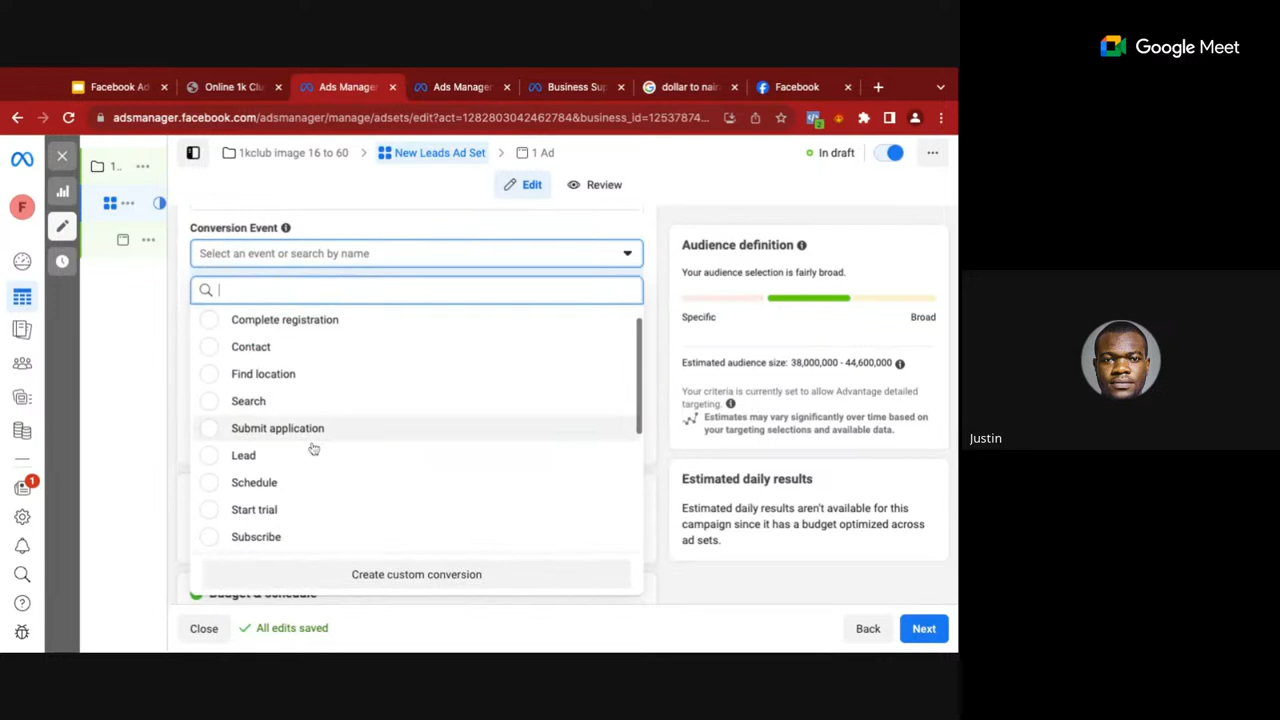 Google Meet
Facebook Ad
Online 1k Clu
Ads Manager
Ads Manager
Business Sup
dollar to nair
Facebook
adsmanager.facebook.com/adsmanager/manage/adsets/edit?act=1282803042462784&business_id=12537874...
2
1..
1kclub image 16 to 60
New Leads Ad Set
1 Ad
In draft
F
Edit
Review
Conversion Event
Select an event or search by name
Complete registration
Contact
Find location
Search
Submit application
Lead
Schedule
Start trial
Subscribe
Create custom conversion
Budget & schedule
Audience definition
Your audience selection is fairly broad.
Specific
Broad
Estimated audience size: 38,000,000 - 44,600,000
Your criteria is currently set to allow Advantage detailed
targeting.
Estimates may vary significantly over time based on
your targeting selections and available data.
Estimated daily results
Estimated daily results aren't available for this
campaign since it has a budget optimized across
ad sets.
1
Close
All edits saved
Back
Next
Justin